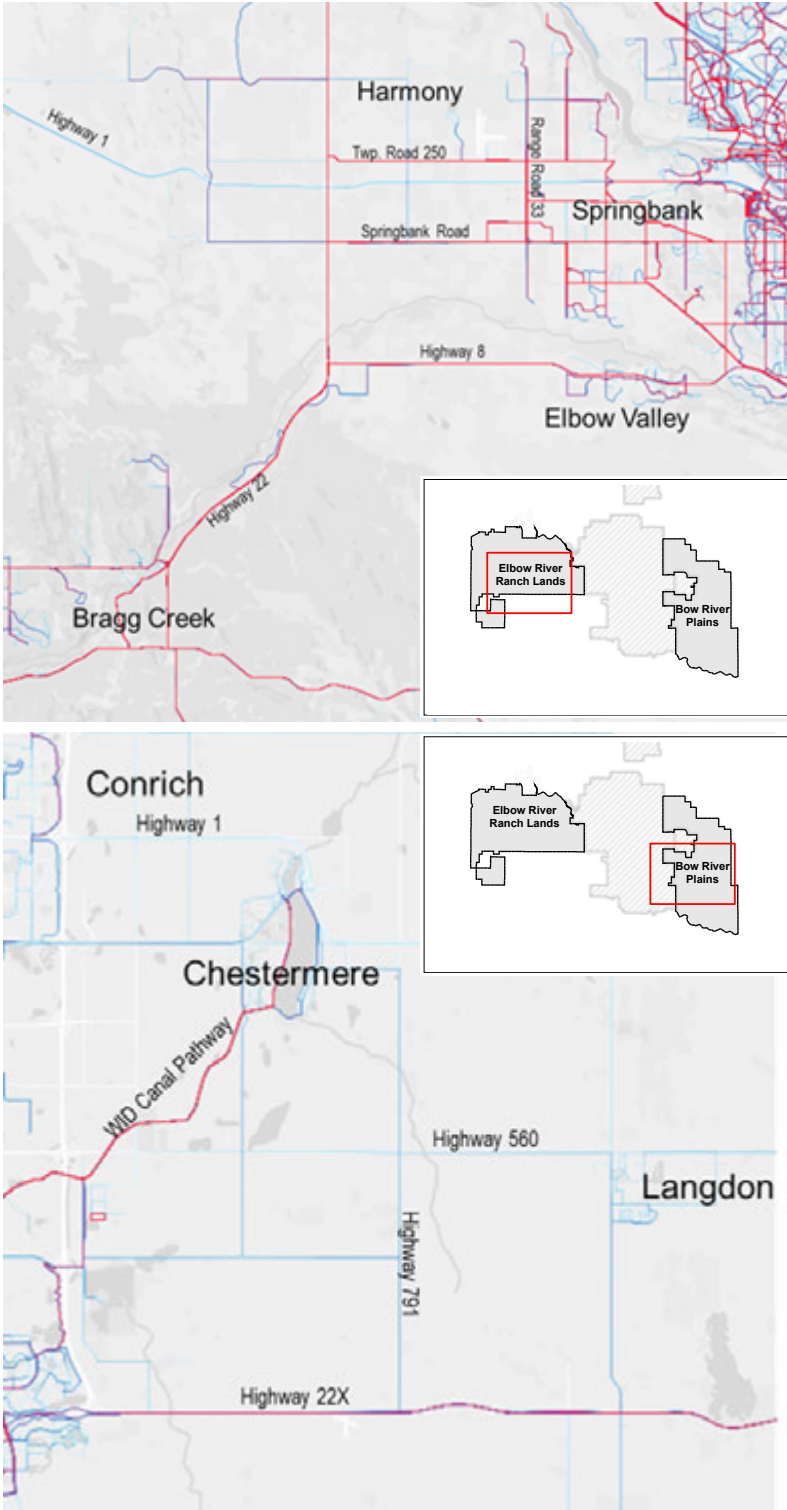 Highway 1
Harmony
Twp. Road 250
Range Road 33
Springbank
Springbank Road
Highway 8
Elbow Valley
Highway 22
Bragg Creek
Elbow River
Ranch Lands
Bow River
Plains
Conrich
Highway 1
Elbow River
Ranch Lands
Bow River
Plains
Chestermere
WID Canal Pathway
Highway 560
Langdon
Highway 791
Highway 22X